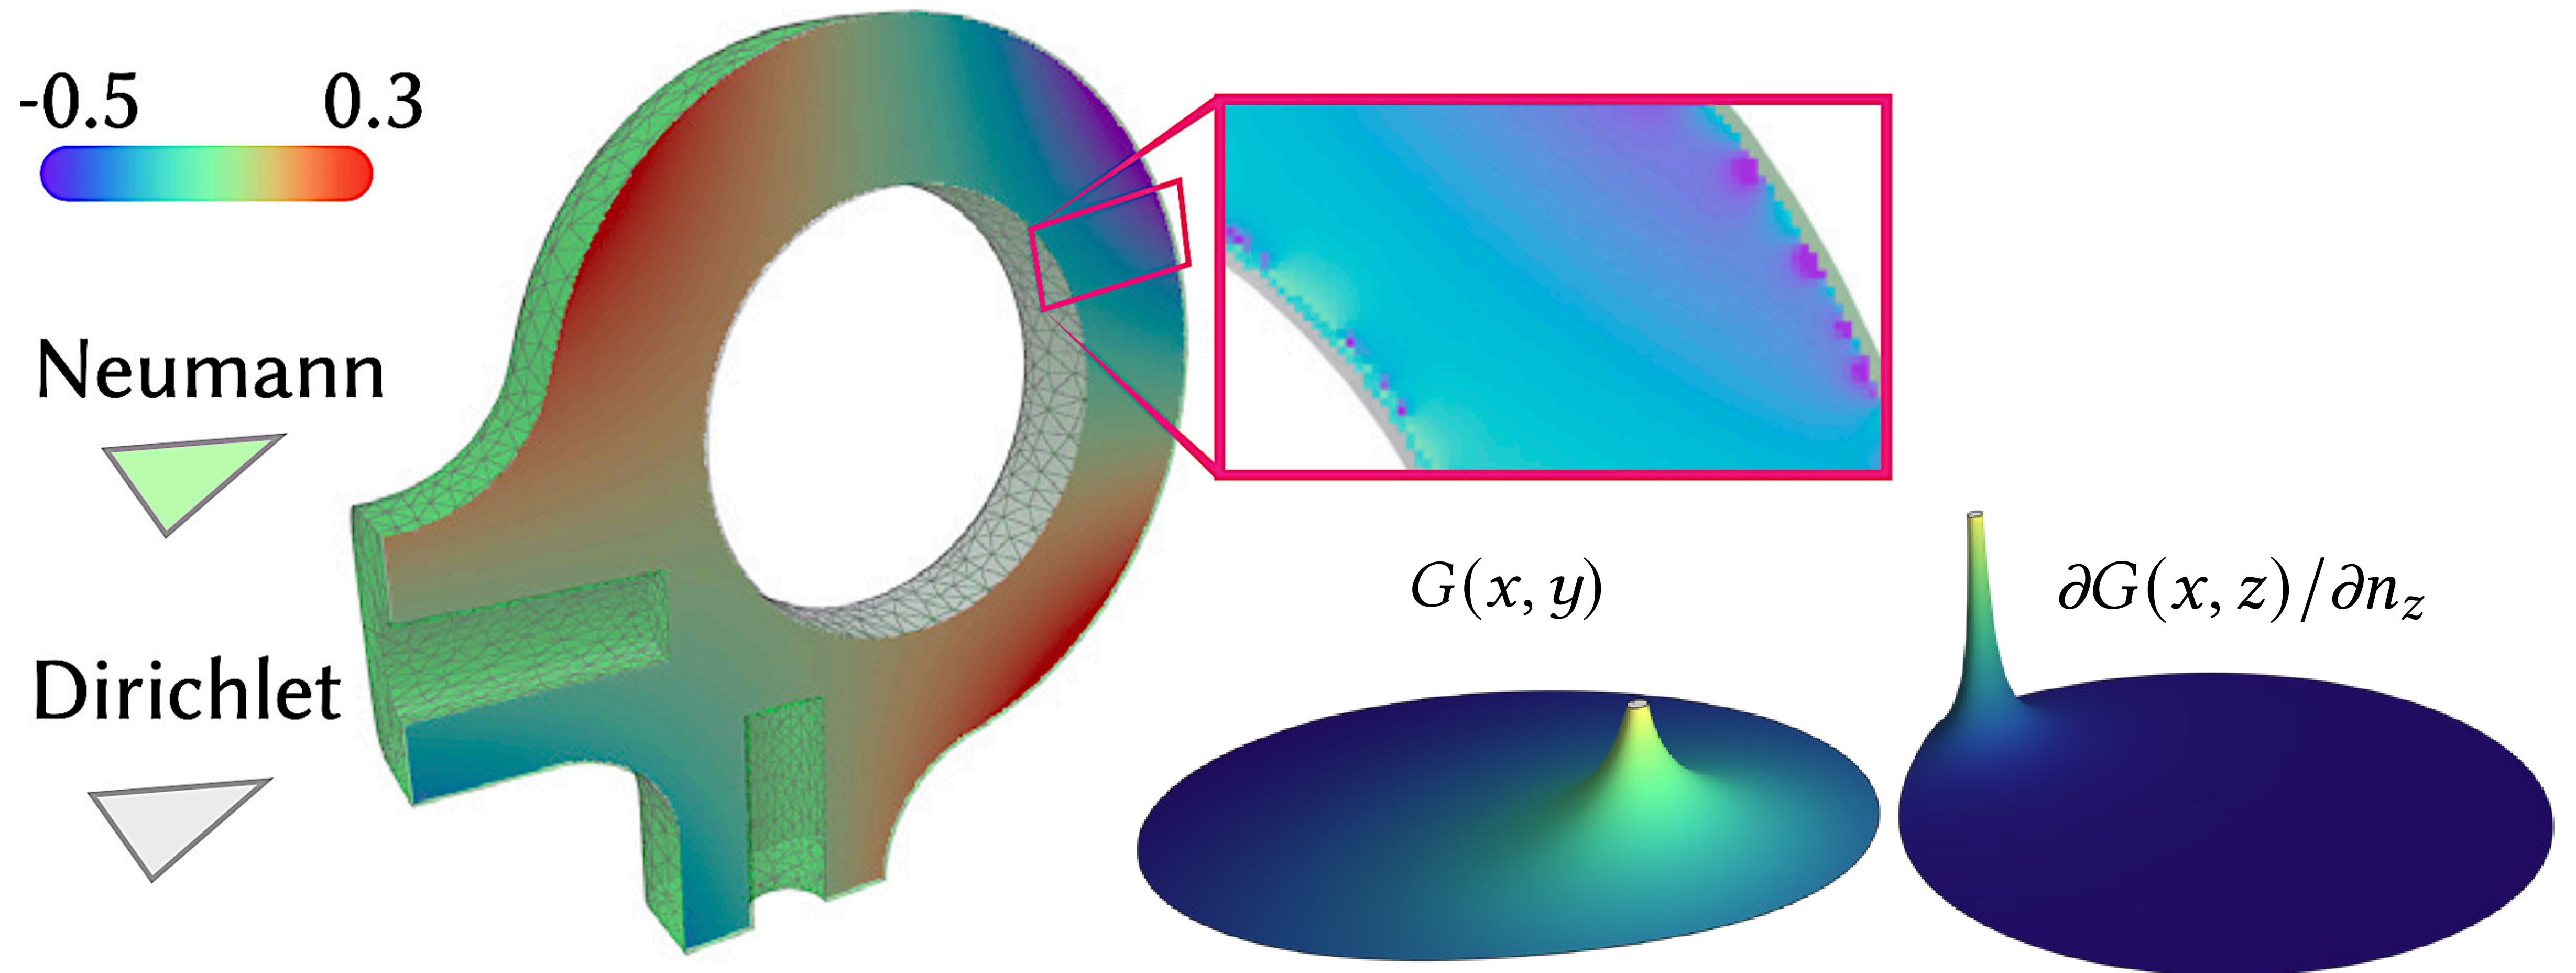 -0.5 0.3
Neumann
Dirichlet
G(x, y)
∂G(x, z)/∂n_z